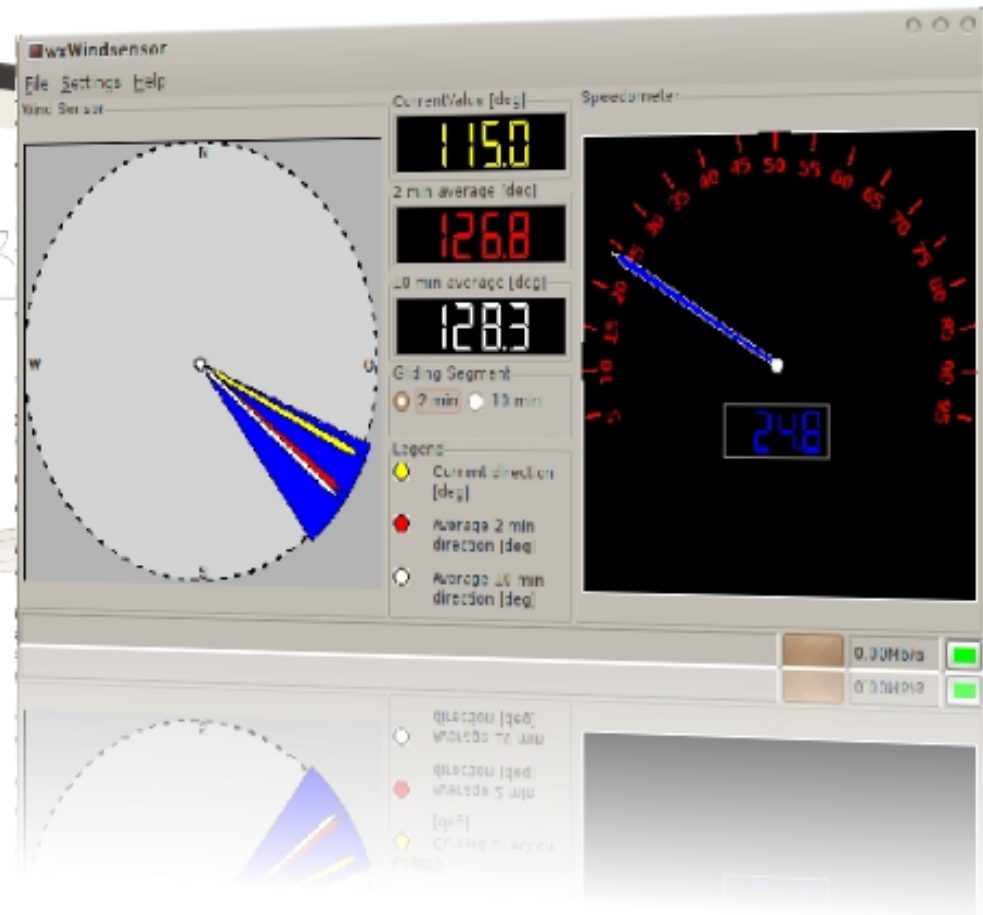 wxWindsensor
File Settings Help
Wind Sensor
N
W
O
S
CurrentValue [deg]
115.0
2 min average [deg]
126.8
10 min average [deg]
128.3
Gliding Segment
2 min 10 min
Legend
Current direction
[deg]
Average 2 min
direction [deg]
Average 10 min
direction [deg]
Speedometer
5 10 15 20 25 30 35 40 45 50 55 60 65 70 75 80 85 90 95
24.8